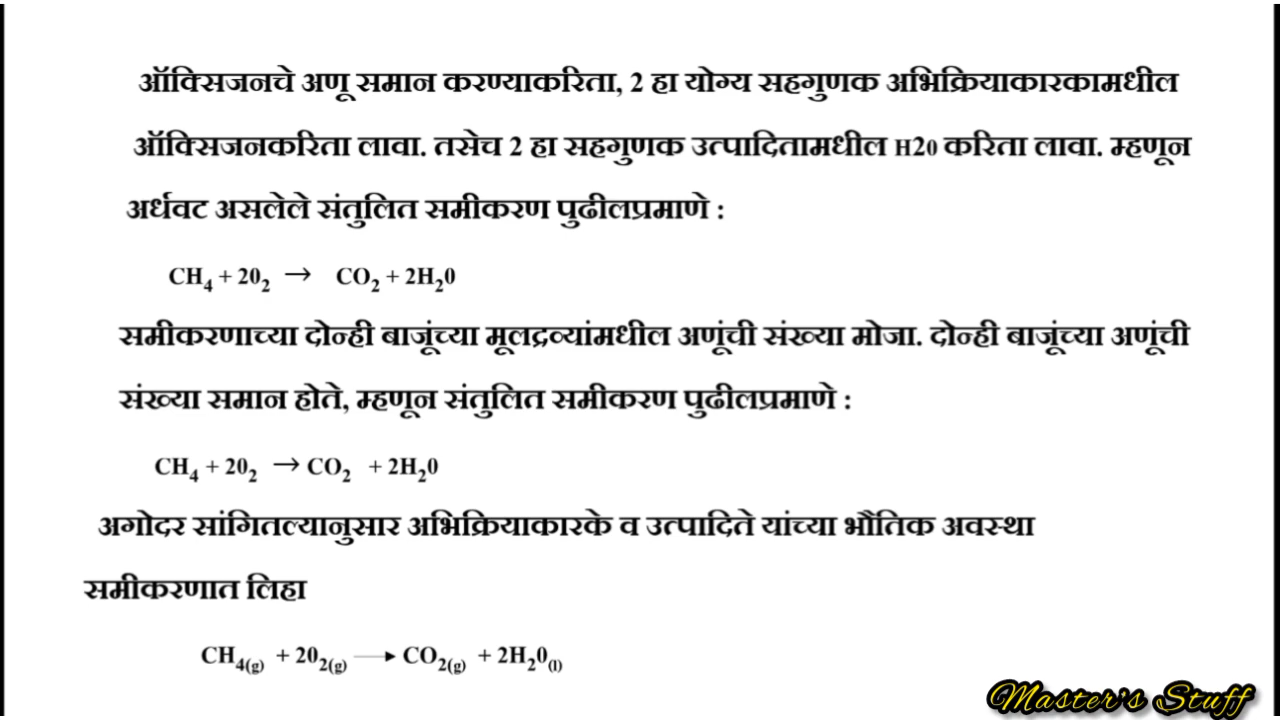 ऑक्सिजनचे अणू समान करण्याकरिता, 2 हा योग्य सहगुणक अभिक्रियाकारकामधील
ऑक्सिजनकरिता लावा. तसेच 2 हा सहगुणक उत्पादितामधील H20 करिता लावा. म्हणून
अर्धवट असलेले संतुलित समीकरण पुढीलप्रमाणे :
CH₄ + 20₂ → CO₂ + 2H₂0
समीकरणाच्या दोन्ही बाजूंच्या मूलद्रव्यांमधील अणूंची संख्या मोजा. दोन्ही बाजूंच्या अणूंची
संख्या समान होते, म्हणून संतुलित समीकरण पुढीलप्रमाणे :
CH₄ + 20₂ → CO₂ + 2H₂0
अगोदर सांगितल्यानुसार अभिक्रियाकारके व उत्पादिते यांच्या भौतिक अवस्था
समीकरणात लिहा
CH₄(g) + 20₂(g) → CO₂(g) + 2H₂0(l)
Master's Stuff